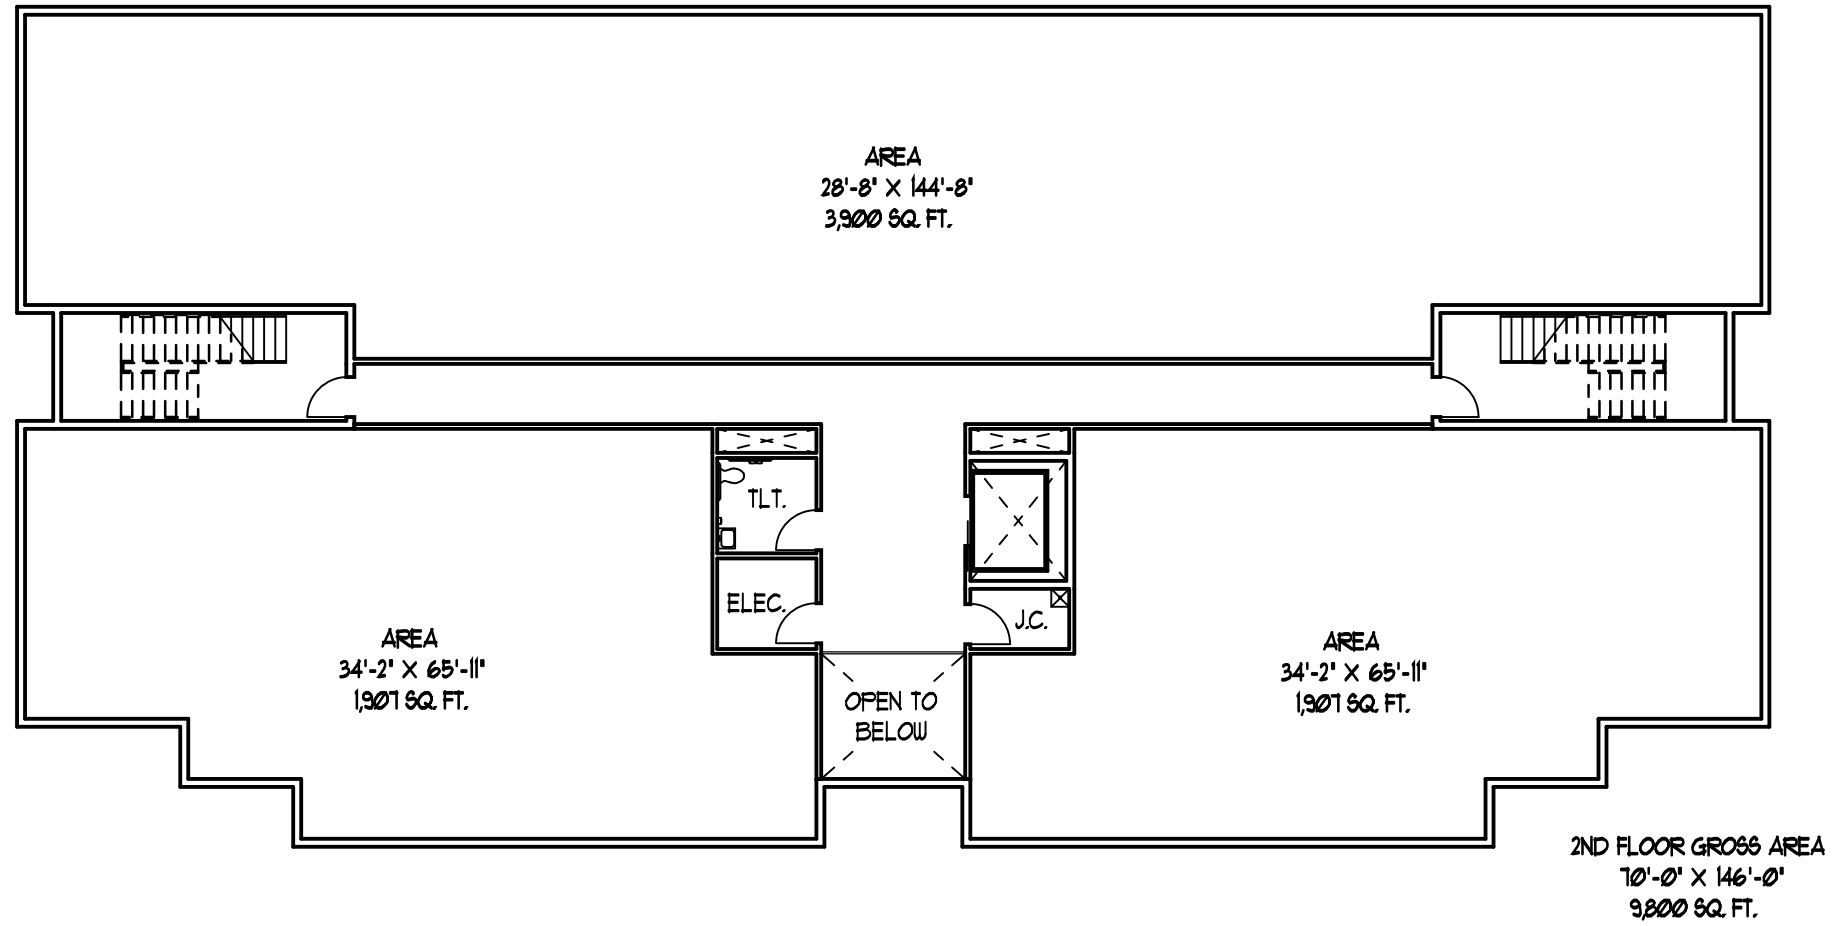 AREA
28'-8" X 144'-8"
3,900 SQ. FT.
TLT.
ELEC.
J.C.
AREA
34'-2" X 65'-11"
1,907 SQ. FT.
AREA
34'-2" X 65'-11"
1,907 SQ. FT.
OPEN TO
BELOW
2ND FLOOR GROSS AREA
70'-0" X 146'-0"
9,800 SQ. FT.